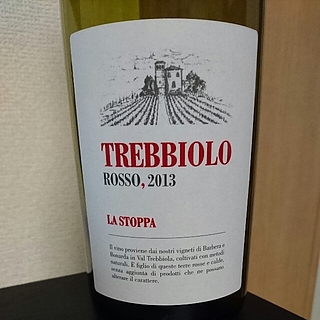 TREBBIOLO
ROSSO, 2013
LA STOPPA
Il vino proviene dai nostri vigneti di Barbera e
Bonarda in Val Trebbiola, coltivati con metodi
naturali. È figlio di queste terre rosse e calde,
senza aggiunta di prodotti che ne possano
alterare il carattere.